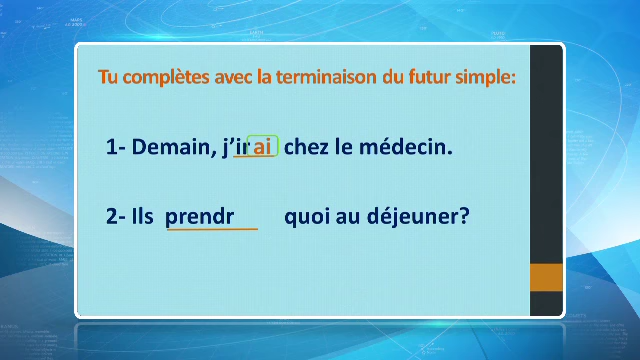 Tu complètes avec la terminaison du futur simple:
1- Demain, j'irai chez le médecin.
2- Ils prendr quoi au déjeuner?